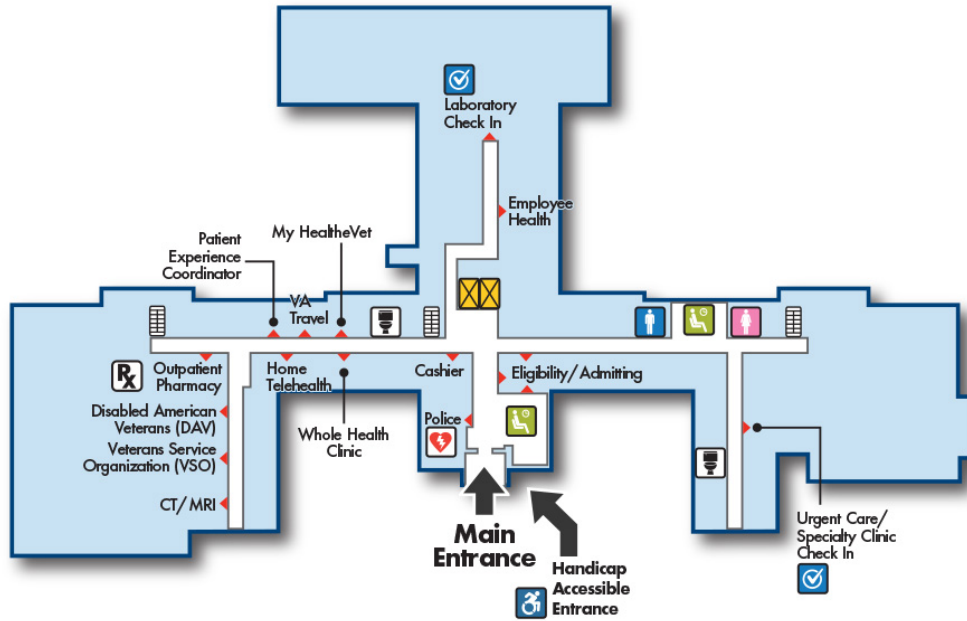 Laboratory
Check In
Employee
Health
My HealtheVet
Patient
Experience
Coordinator
VA
Travel
Rx
Outpatient
Pharmacy
Home
Telehealth
Cashier
Eligibility/Admitting
Disabled American
Veterans (DAV)
Police
Whole Health
Clinic
Veterans Service
Organization (VSO)
CT/MRI
Urgent Care/
Specialty Clinic
Check In
Main
Entrance
Handicap
Accessible
Entrance